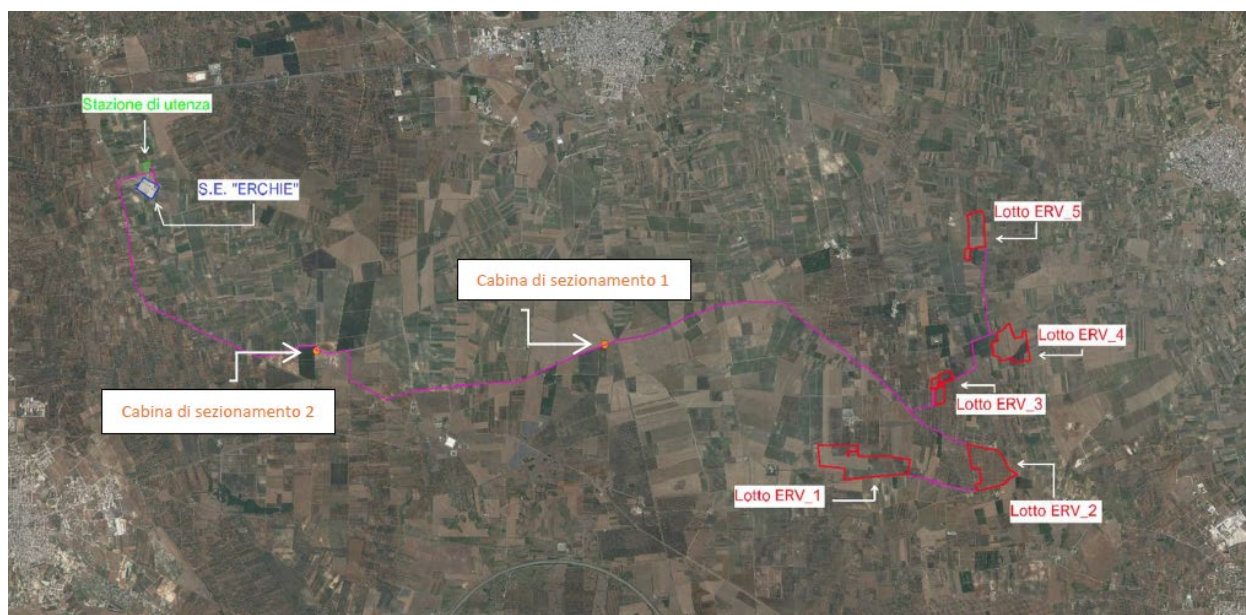 Stazione di utenza
S.E. "ERCHIE"
Lotto ERV_5
Cabina di sezionamento 1
Lotto ERV_4
Cabina di sezionamento 2
Lotto ERV_3
Lotto ERV_1
Lotto ERV_2